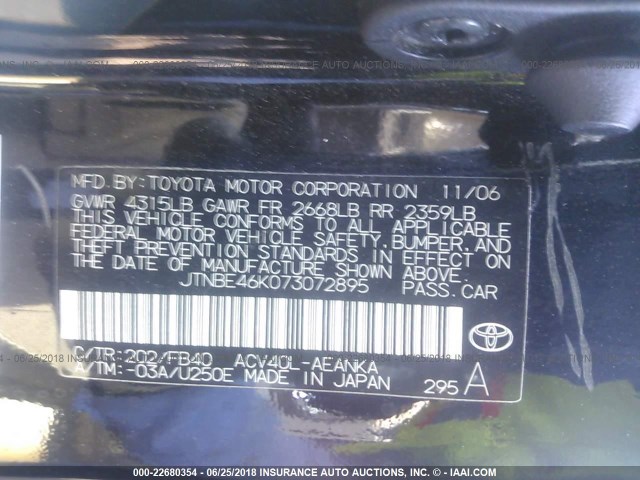 MFD. BY: TOYOTA MOTOR CORPORATION 11/06
GVWR 4315LB GAWR FR 2668LB RR 2359LB
THIS VEHICLE CONFORMS TO ALL APPLICABLE
FEDERAL MOTOR VEHICLE SAFETY, BUMPER, AND
THEFT PREVENTION STANDARDS IN EFFECT ON
THE DATE OF MANUFACTURE SHOWN ABOVE.
JTNBE46K073072895 PASS. CAR
C/TR: 202/FB40 ACV40L-AEANKA
A/TM: -03A/U250E MADE IN JAPAN
295 A
000-22680354 - 06/25/2018 INSURANCE AUTO AUCTIONS, INC. © - IAAI.COM